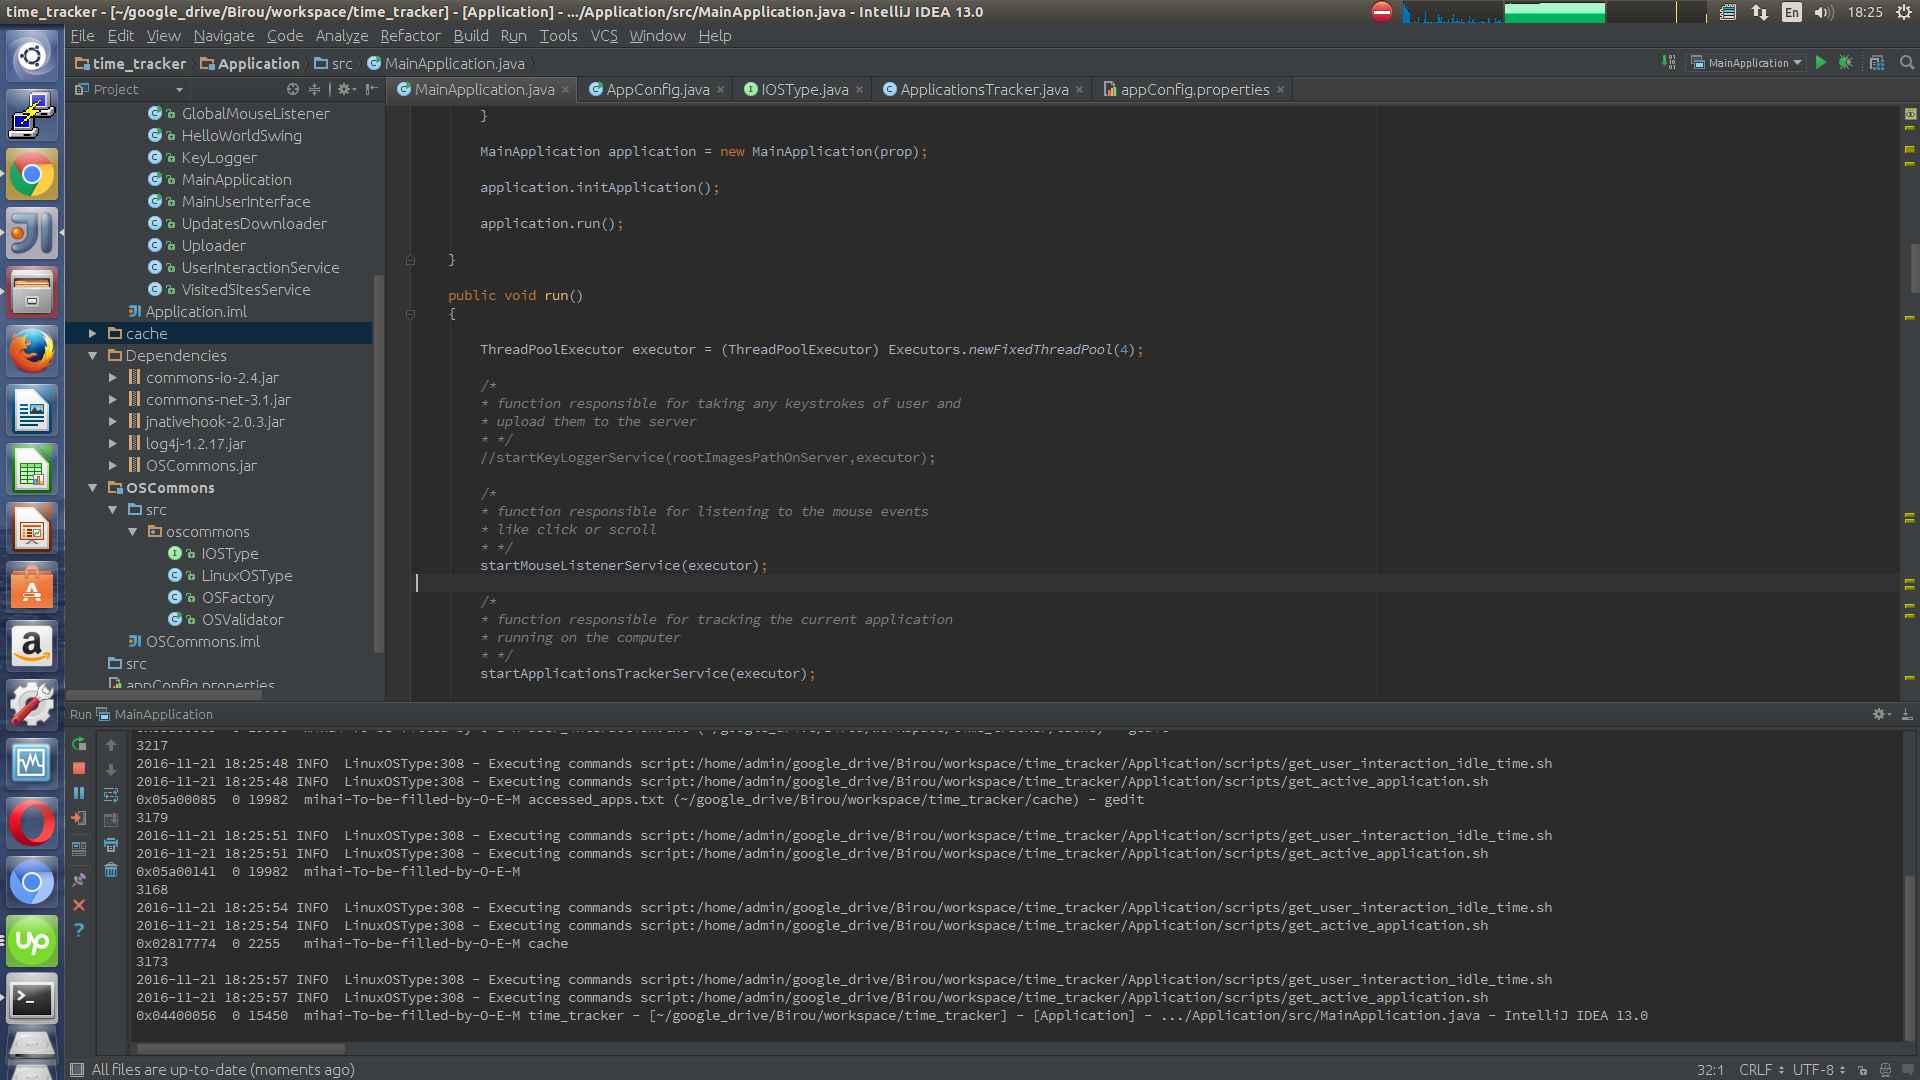 time_tracker - [~/google_drive/Birou/workspace/time_tracker] - [Application] - .../Application/src/MainApplication.java - IntelliJ IDEA 13.0
En
18:25
File Edit View Navigate Code Analyze Refactor Build Run Tools VCS Window Help
time_tracker Application src MainApplication.java
MainApplication
Project
MainApplication.java AppConfig.java IOSType.java ApplicationsTracker.java appConfig.properties
GlobalMouseListener
HelloWorldSwing
KeyLogger
MainApplication
MainUserInterface
UpdatesDownloader
Uploader
UserInteractionService
VisitedSitesService
Application.iml
cache
Dependencies
commons-io-2.4.jar
commons-net-3.1.jar
jnativehook-2.0.3.jar
log4j-1.2.17.jar
OSCommons.jar
OSCommons
src
oscommons
IOSType
LinuxOSType
OSFactory
OSValidator
OSCommons.iml
src
appConfig.properties
}
MainApplication application = new MainApplication(prop);
application.initApplication();
application.run();
}
public void run()
{
ThreadPoolExecutor executor = (ThreadPoolExecutor) Executors.newFixedThreadPool(4);
/*
* function responsible for taking any keystrokes of user and
* upload them to the server
* */
//startKeyLoggerService(rootImagesPathOnServer,executor);
/*
* function responsible for listening to the mouse events
* like click or scroll
* */
startMouseListenerService(executor);
/*
* function responsible for tracking the current application
* running on the computer
* */
startApplicationsTrackerService(executor);
Run MainApplication
3217
2016-11-21 18:25:48 INFO  LinuxOSType:308 - Executing commands script:/home/admin/google_drive/Birou/workspace/time_tracker/Application/scripts/get_user_interaction_idle_time.sh
2016-11-21 18:25:48 INFO  LinuxOSType:308 - Executing commands script:/home/admin/google_drive/Birou/workspace/time_tracker/Application/scripts/get_active_application.sh
0x05a00085  0 19982  mihai-To-be-filled-by-O-E-M accessed_apps.txt (~/google_drive/Birou/workspace/time_tracker/cache) - gedit
3179
2016-11-21 18:25:51 INFO  LinuxOSType:308 - Executing commands script:/home/admin/google_drive/Birou/workspace/time_tracker/Application/scripts/get_user_interaction_idle_time.sh
2016-11-21 18:25:51 INFO  LinuxOSType:308 - Executing commands script:/home/admin/google_drive/Birou/workspace/time_tracker/Application/scripts/get_active_application.sh
0x05a00141  0 19982  mihai-To-be-filled-by-O-E-M
3168
2016-11-21 18:25:54 INFO  LinuxOSType:308 - Executing commands script:/home/admin/google_drive/Birou/workspace/time_tracker/Application/scripts/get_user_interaction_idle_time.sh
2016-11-21 18:25:54 INFO  LinuxOSType:308 - Executing commands script:/home/admin/google_drive/Birou/workspace/time_tracker/Application/scripts/get_active_application.sh
0x02817774  0 2255   mihai-To-be-filled-by-O-E-M cache
3173
2016-11-21 18:25:57 INFO  LinuxOSType:308 - Executing commands script:/home/admin/google_drive/Birou/workspace/time_tracker/Application/scripts/get_user_interaction_idle_time.sh
2016-11-21 18:25:57 INFO  LinuxOSType:308 - Executing commands script:/home/admin/google_drive/Birou/workspace/time_tracker/Application/scripts/get_active_application.sh
0x04400056  0 15450  mihai-To-be-filled-by-O-E-M time_tracker - [~/google_drive/Birou/workspace/time_tracker] - [Application] - .../Application/src/MainApplication.java - IntelliJ IDEA 13.0
All files are up-to-date (moments ago)
32:1 CRLF UTF-8